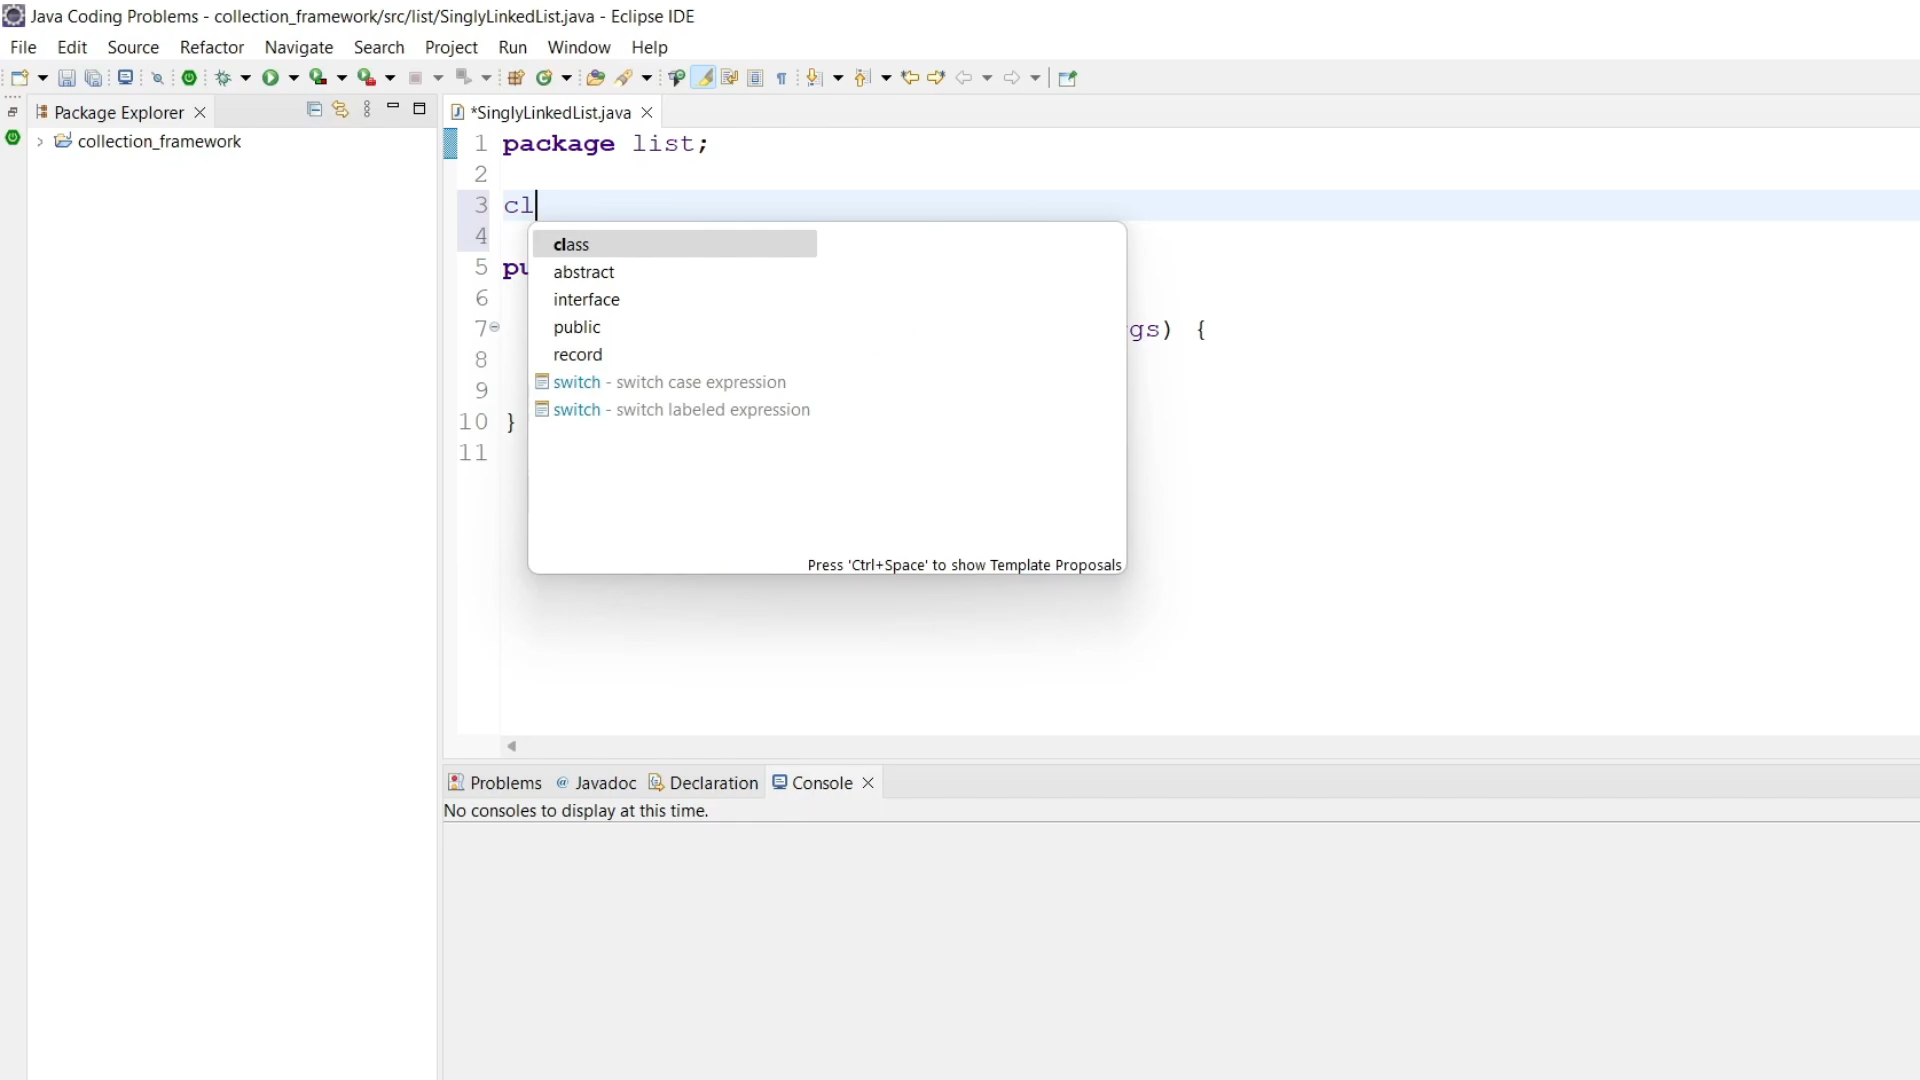 Java Coding Problems - collection_framework/src/list/SinglyLinkedList.java - Eclipse IDE
File Edit Source Refactor Navigate Search Project Run Window Help
Package Explorer
*SinglyLinkedList.java
collection_framework
1 package list;
2
3 cl
4
5 pu
6
7 gs) {
8
9
10 }
11
class
abstract
interface
public
record
switch - switch case expression
switch - switch labeled expression
Press 'Ctrl+Space' to show Template Proposals
Problems @ Javadoc Declaration Console
No consoles to display at this time.